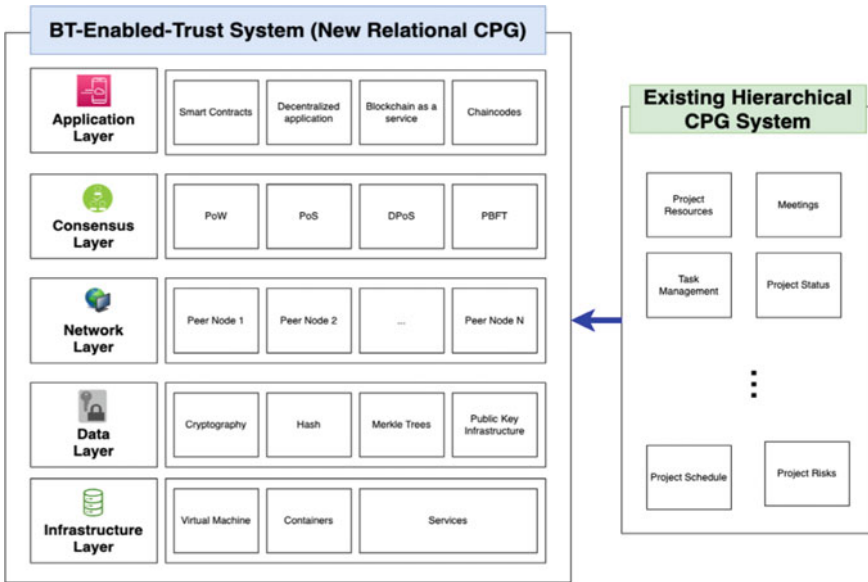 BT-Enabled-Trust System (New Relational CPG)
Application
Layer
Smart Contracts
Decentralized
application
Blockchain as a
service
Chaincodes
Consensus
Layer
PoW
PoS
DPoS
PBFT
Network
Layer
Peer Node 1
Peer Node 2
...
Peer Node N
Data
Layer
Cryptography
Hash
Merkle Trees
Public Key
Infrastructure
Infrastructure
Layer
Virtual Machine
Containers
Services
Existing Hierarchical
CPG System
Project
Resources
Meetings
Task
Management
Project Status
Project Schedule
Project Risks